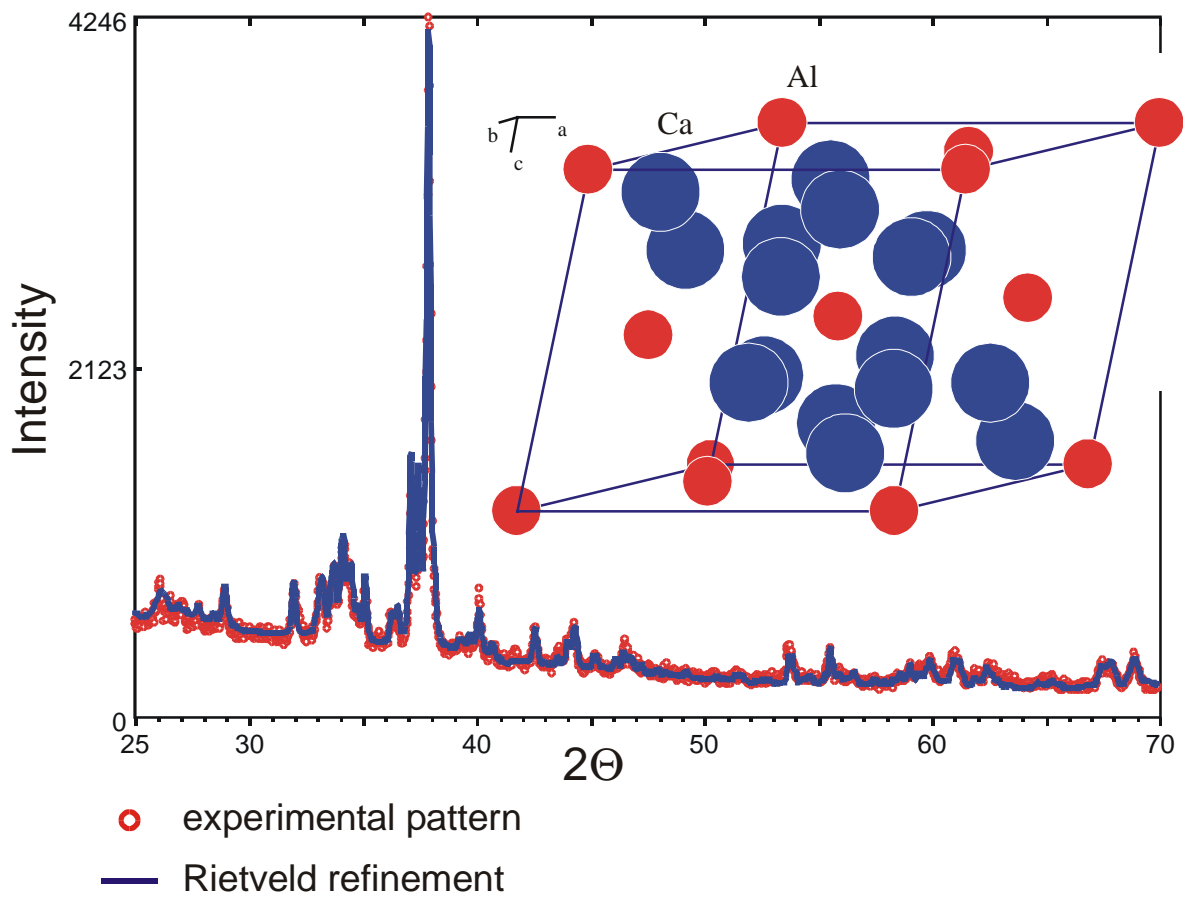 4246
Al
Ca
b
a
c
Intensity
2123
0
25
30
40
50
60
70
2Θ
experimental pattern
Rietveld refinement